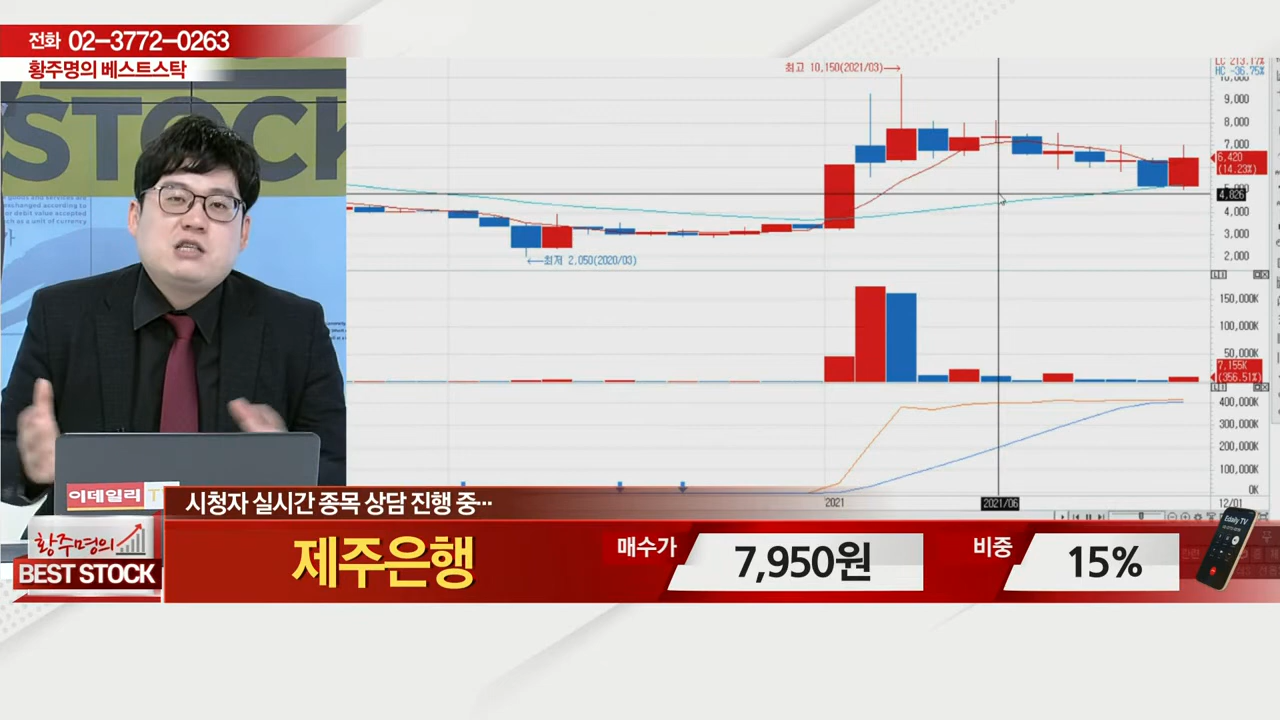 전화 02-3772-0263
황주명의 베스트스탁
STOCK
최고 10,150(2021/03)
LC 213.17%
HC -36.75%
10,000
9,000
8,000
7,000
6,420
(14.23%)
5,000
4,826
4,000
3,000
2,000
최저 2,050(2020/03)
150,000K
100,000K
50,000K
7,155K
(356.51%)
400,000K
300,000K
200,000K
100,000K
0K
2021
2021/06
12/01
이데일리 T
시청자 실시간 종목 상담 진행 중…
황주명의
BEST STOCK
제주은행
매수가
7,950원
비중
15%
Edaily TV